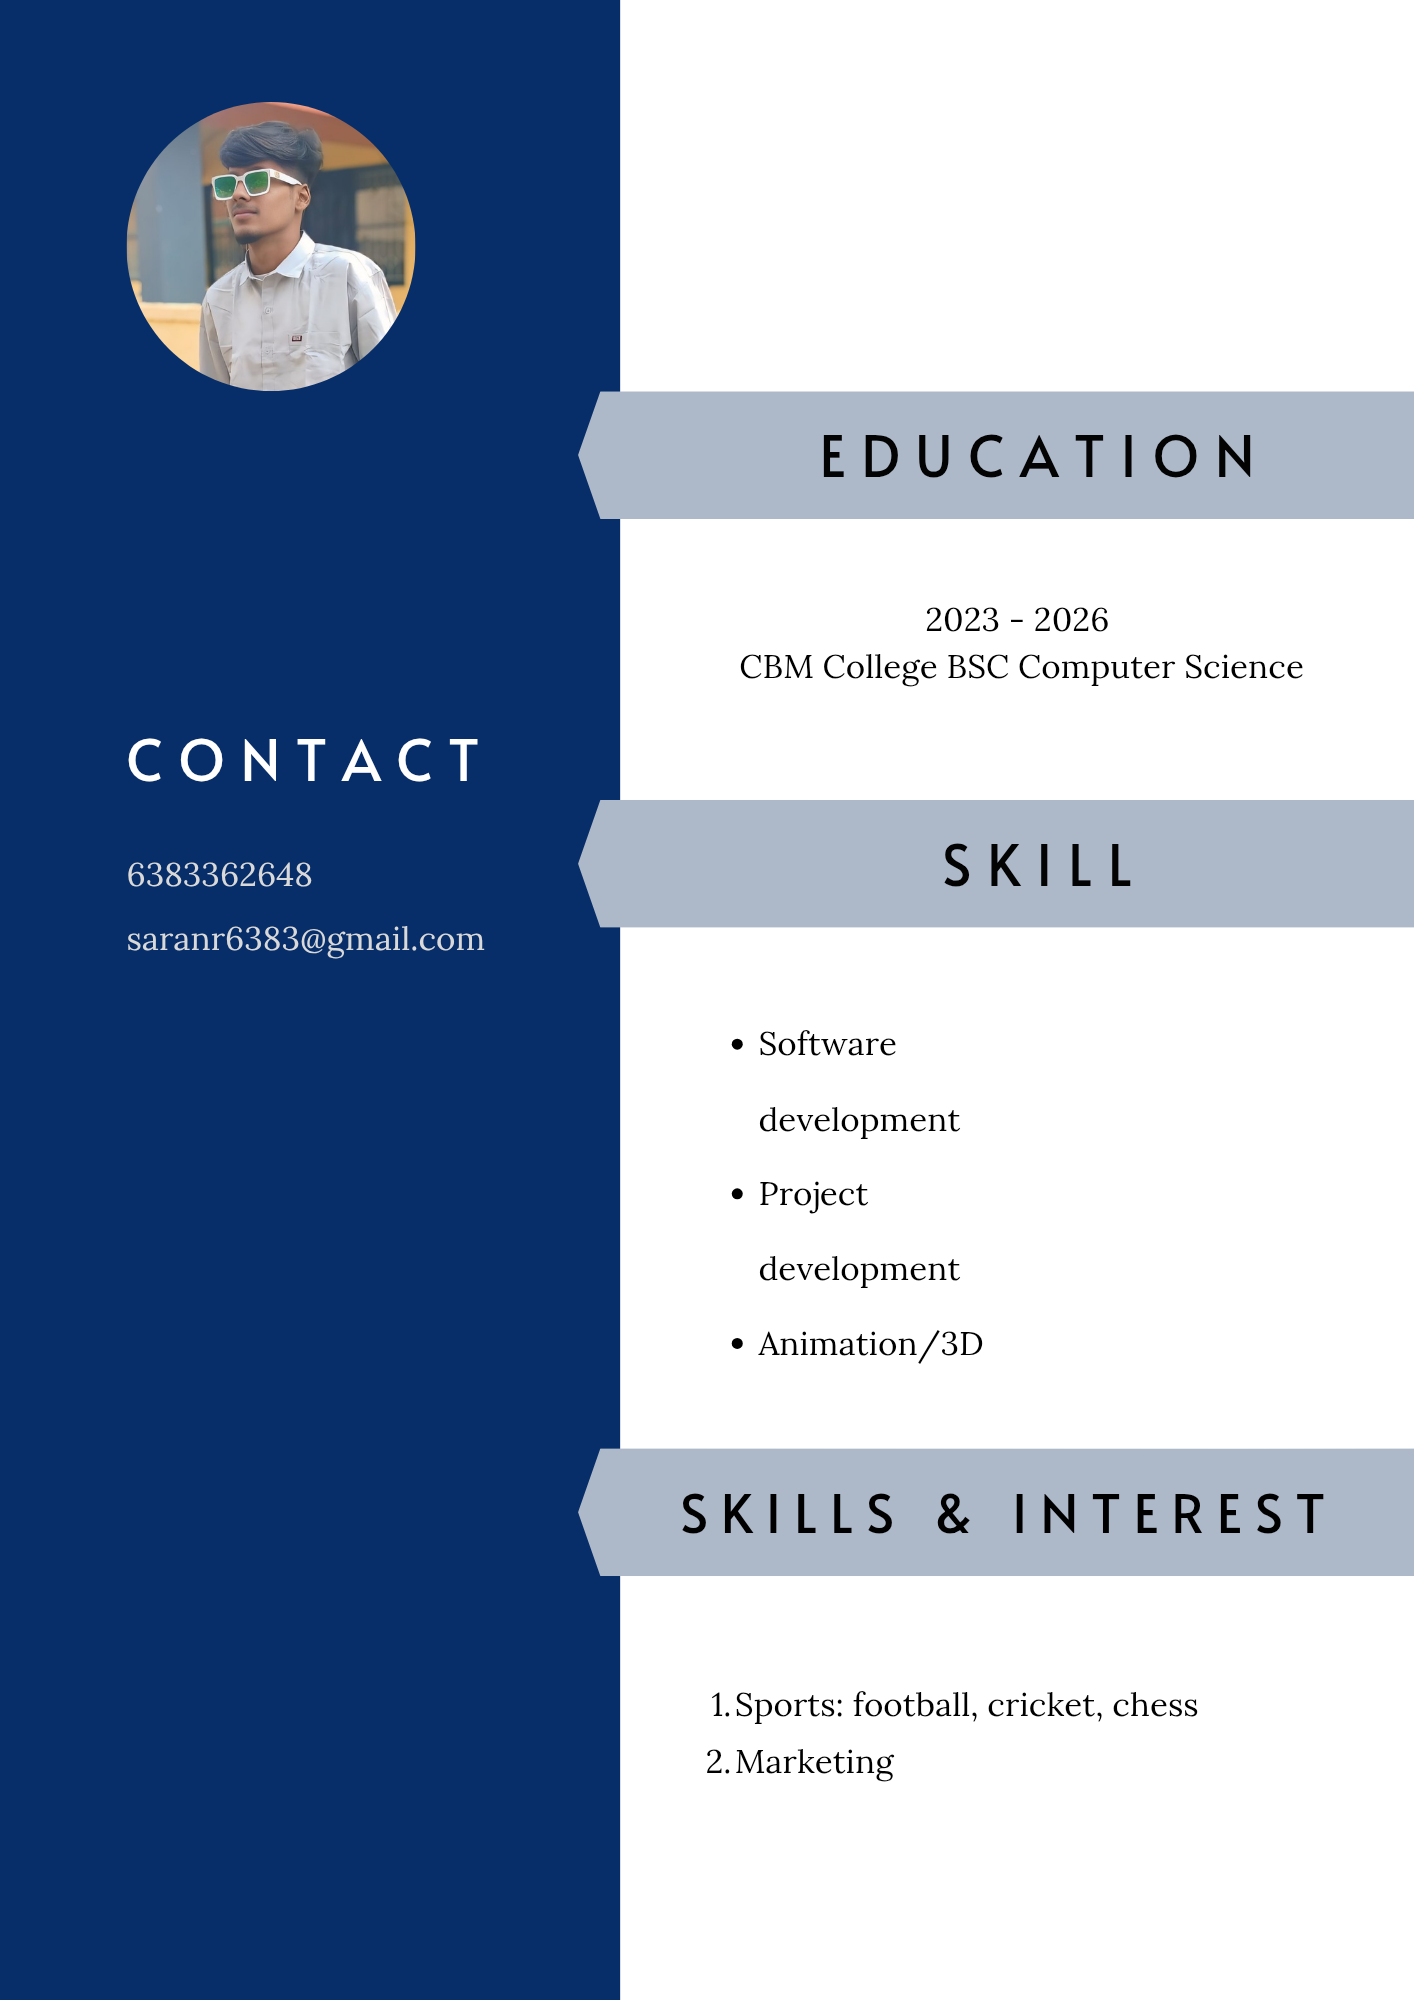 CONTACT
6383362648
saranr6383@gmail.com
EDUCATION
2023 - 2026
CBM College BSC Computer Science
SKILL
• Software
development
• Project
development
• Animation/3D
SKILLS & INTEREST
1. Sports: football, cricket, chess
2. Marketing